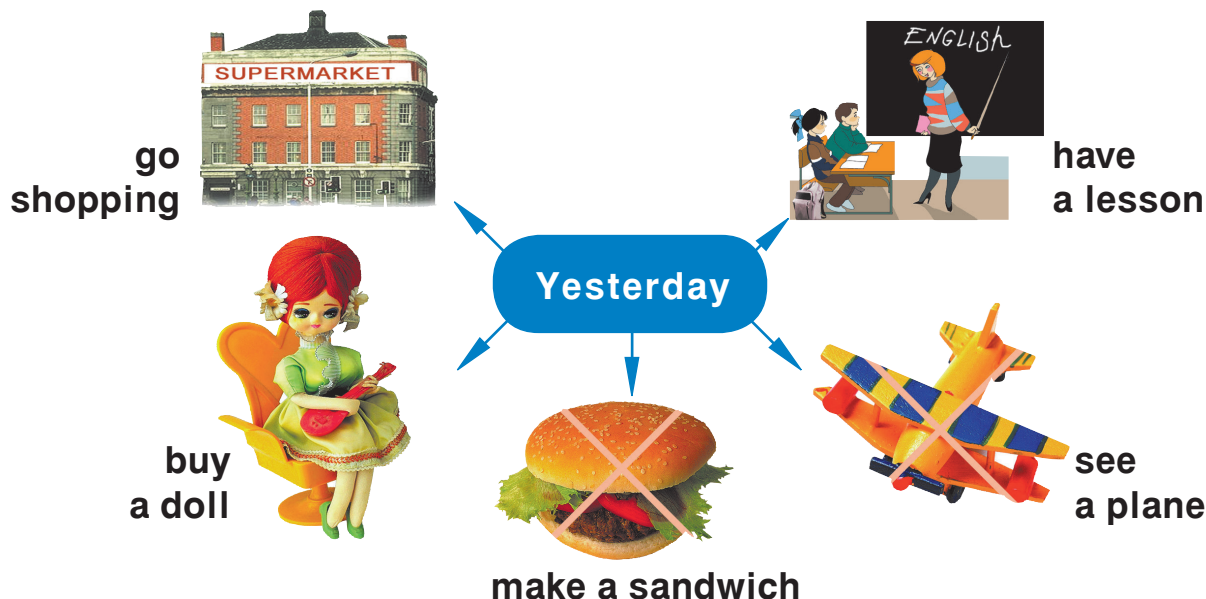 SUPERMARKET
go
shopping
ENGLISH
have
a lesson
Yesterday
buy
a doll
make a sandwich
see
a plane